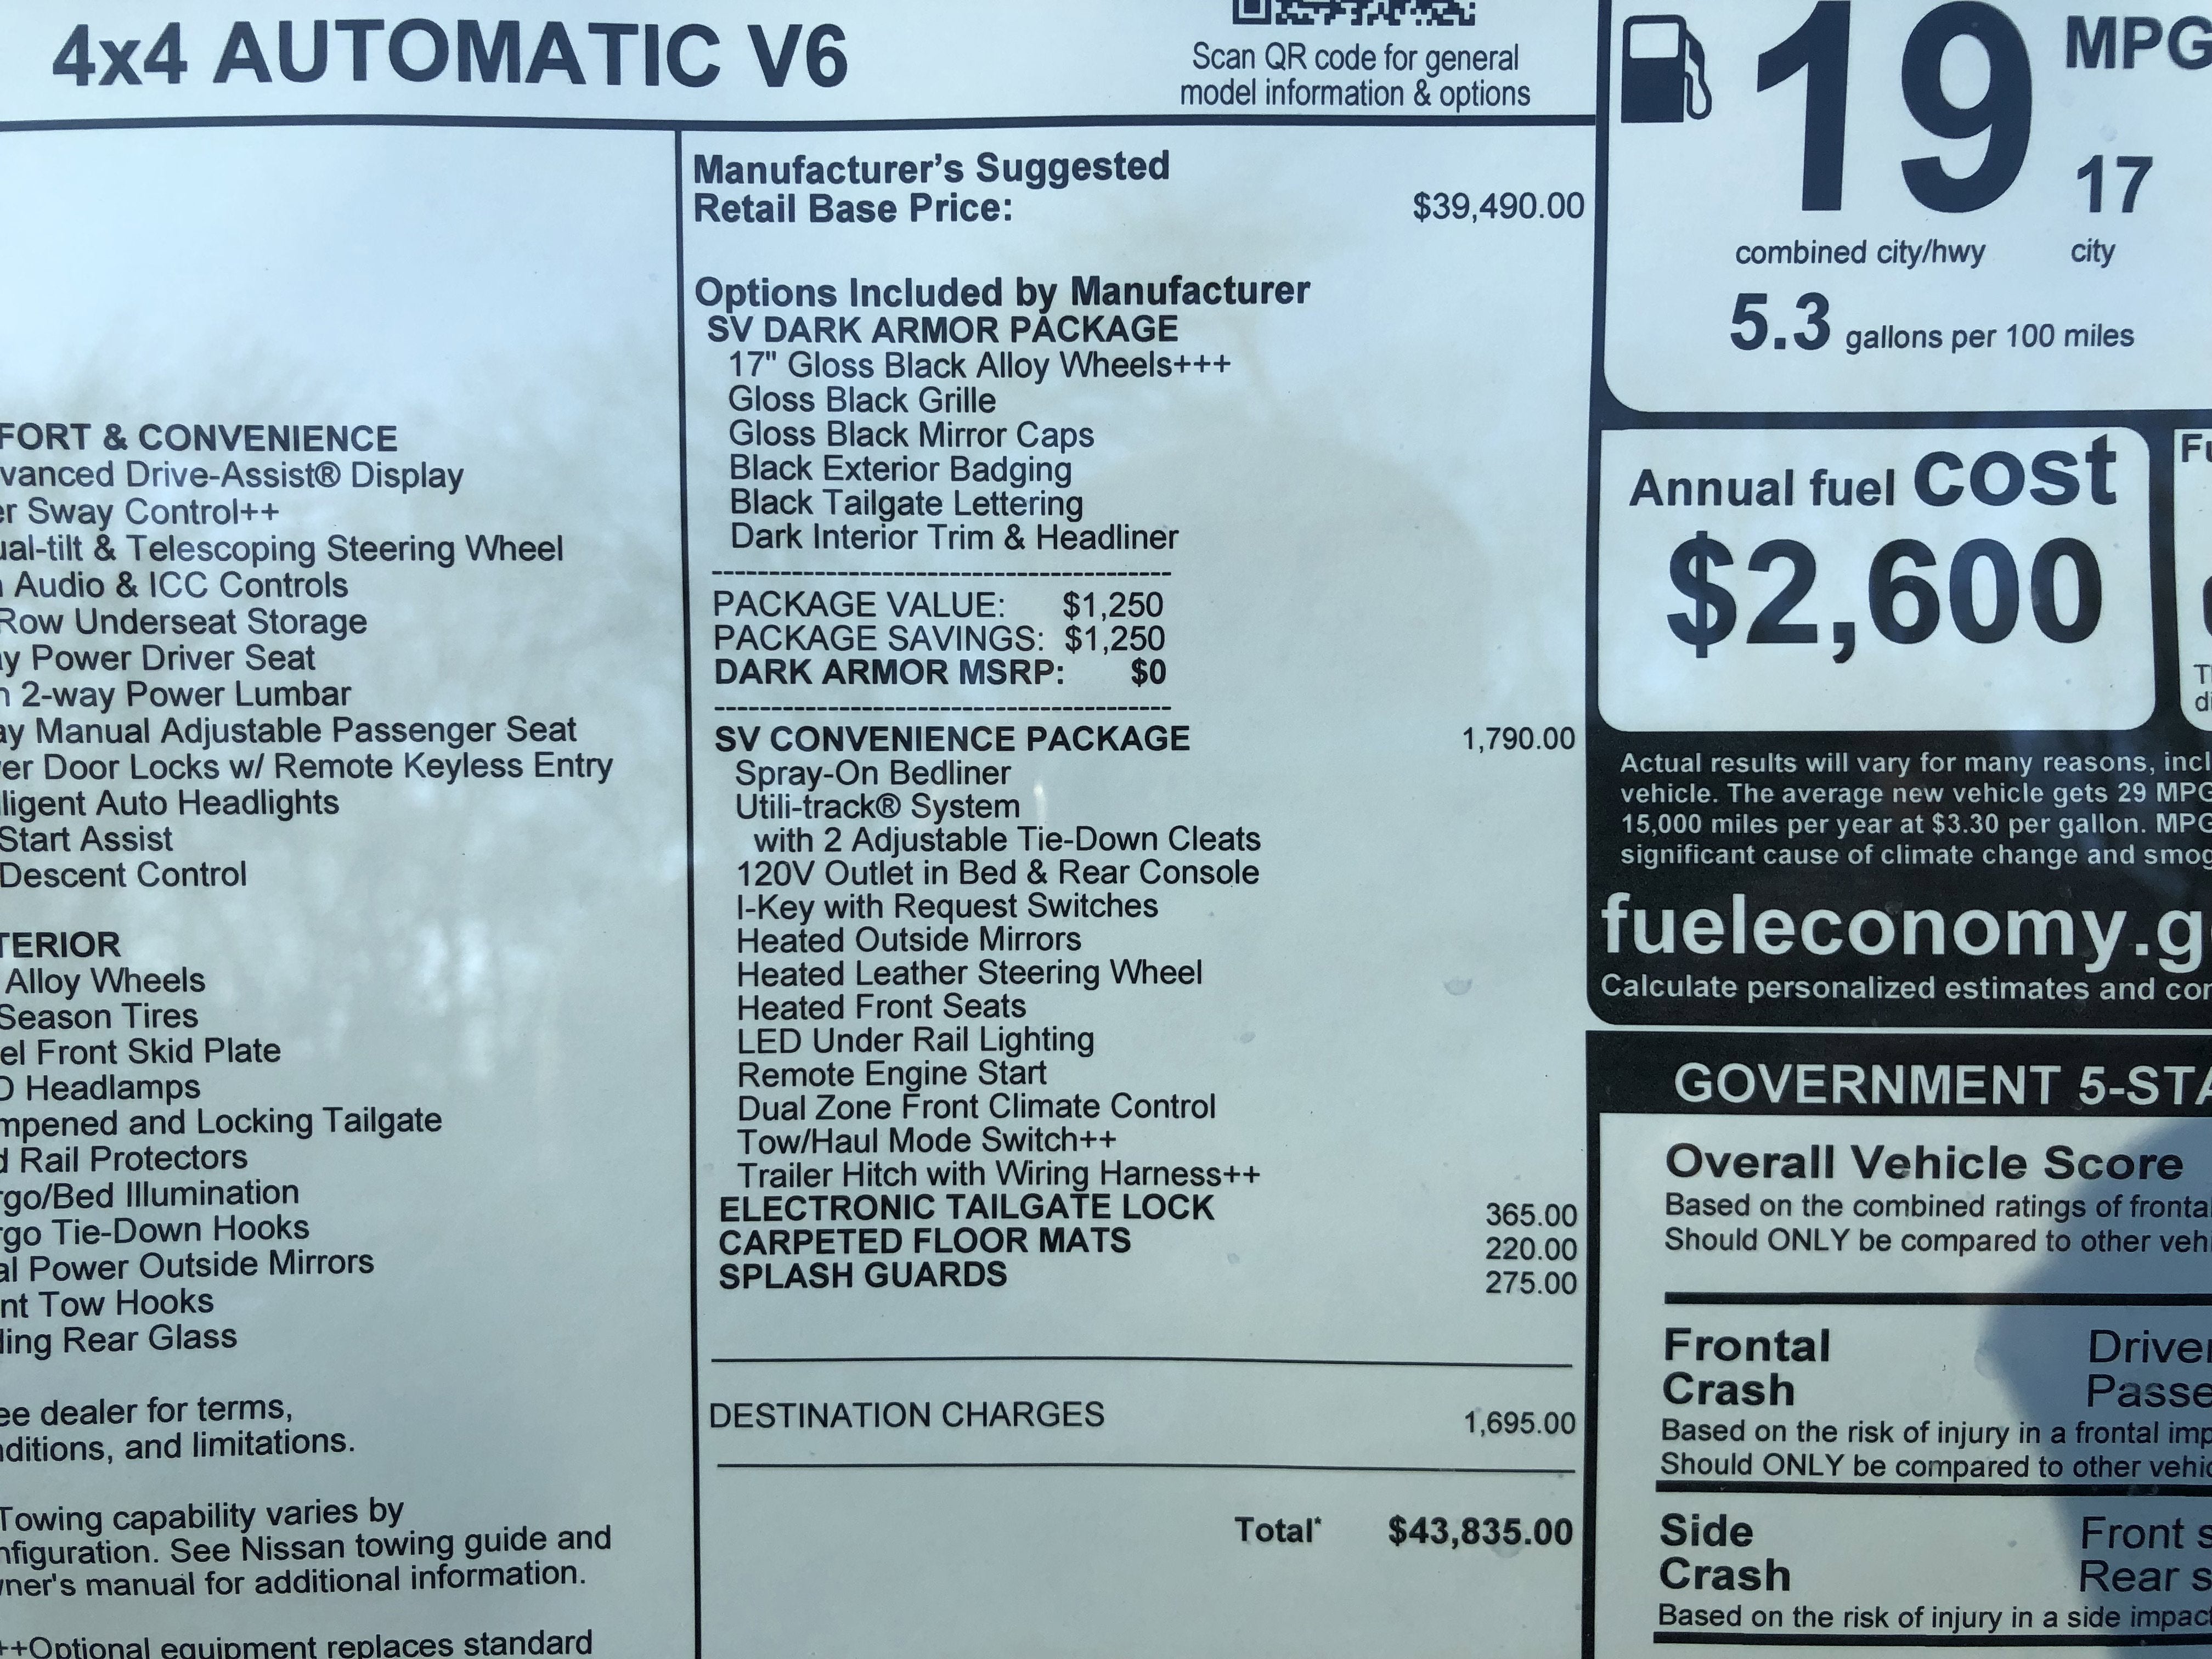 4x4 AUTOMATIC V6
Scan QR code for general
model information & options
FORT & CONVENIENCE
vanced Drive-Assist® Display
er Sway Control++
ual-tilt & Telescoping Steering Wheel
Audio & ICC Controls
Row Underseat Storage
ay Power Driver Seat
2-way Power Lumbar
ay Manual Adjustable Passenger Seat
er Door Locks w/ Remote Keyless Entry
lligent Auto Headlights
Start Assist
Descent Control
TERIOR
Alloy Wheels
Season Tires
el Front Skid Plate
D Headlamps
mpened and Locking Tailgate
d Rail Protectors
rgo/Bed Illumination
rgo Tie-Down Hooks
al Power Outside Mirrors
nt Tow Hooks
ding Rear Glass
ee dealer for terms,
nditions, and limitations.
Towing capability varies by
nfiguration. See Nissan towing guide and
wner's manual for additional information.
++Optional equipment replaces standard
Manufacturer's Suggested
Retail Base Price: $39,490.00
Options Included by Manufacturer
SV DARK ARMOR PACKAGE
17" Gloss Black Alloy Wheels+++
Gloss Black Grille
Gloss Black Mirror Caps
Black Exterior Badging
Black Tailgate Lettering
Dark Interior Trim & Headliner
----------------------------------------
PACKAGE VALUE: $1,250
PACKAGE SAVINGS: $1,250
DARK ARMOR MSRP: $0
----------------------------------------
SV CONVENIENCE PACKAGE 1,790.00
Spray-On Bedliner
Utili-track® System
with 2 Adjustable Tie-Down Cleats
120V Outlet in Bed & Rear Console
I-Key with Request Switches
Heated Outside Mirrors
Heated Leather Steering Wheel
Heated Front Seats
LED Under Rail Lighting
Remote Engine Start
Dual Zone Front Climate Control
Tow/Haul Mode Switch++
Trailer Hitch with Wiring Harness++
ELECTRONIC TAILGATE LOCK 365.00
CARPETED FLOOR MATS 220.00
SPLASH GUARDS 275.00
DESTINATION CHARGES 1,695.00
Total* $43,835.00
19 MPG
17
combined city/hwy city
5.3 gallons per 100 miles
Annual fuel cost
$2,600
Fu
Actual results will vary for many reasons, incl
vehicle. The average new vehicle gets 29 MPG
15,000 miles per year at $3.30 per gallon. MPG
significant cause of climate change and smog
fueleconomy.g
Calculate personalized estimates and con
GOVERNMENT 5-STA
Overall Vehicle Score
Based on the combined ratings of frontal
Should ONLY be compared to other vehi
Frontal Driver
Crash Passe
Based on the risk of injury in a frontal imp
Should ONLY be compared to other vehic
Side Front s
Crash Rear s
Based on the risk of injury in a side impact